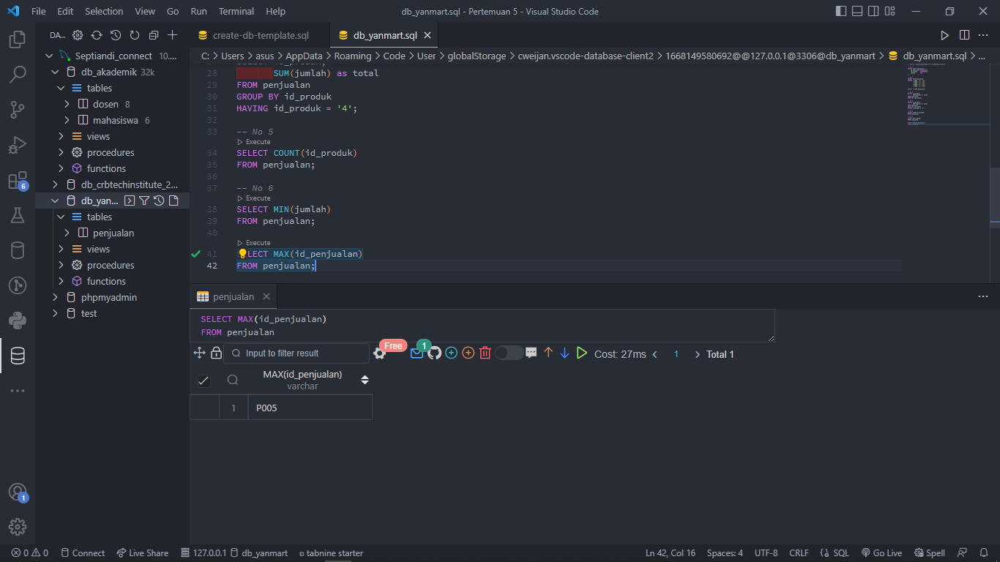 File Edit Selection View Go Run Terminal Help
db_yanmart.sql - Pertemuan 5 - Visual Studio Code
DA...
create-db-template.sql
db_yanmart.sql
Septiandi_connect 10....
db_akademik 32k
tables
dosen 8
mahasiswa 6
views
procedures
functions
db_crbtechinstitute_2...
db_yan...
tables
penjualan
views
procedures
functions
phpmyadmin
test
6
1
C: > Users > asus > AppData > Roaming > Code > User > globalStorage > cweijan.vscode-database-client2 > 1668149580692@@127.0.0.1@3306@db_yanmart > db_yanmart.sql > ...
28 SUM(jumlah) as total
29 FROM penjualan
30 GROUP BY id_produk
31 HAVING id_produk = '4';
32
33 -- No 5
Execute
34 SELECT COUNT(id_produk)
35 FROM penjualan;
36
37 -- No 6
Execute
38 SELECT MIN(jumlah)
39 FROM penjualan;
40
Execute
41 LECT MAX(id_penjualan)
42 FROM penjualan;
penjualan
SELECT MAX(id_penjualan)
FROM penjualan
Input to filter result
Free
1
Cost: 27ms < 1 > Total 1
MAX(id_penjualan)
varchar
1 P005
0 0 Connect Live Share 127.0.0.1 db_yanmart tabnine starter
Ln 42, Col 16 Spaces: 4 UTF-8 CRLF SQL Go Live Spell